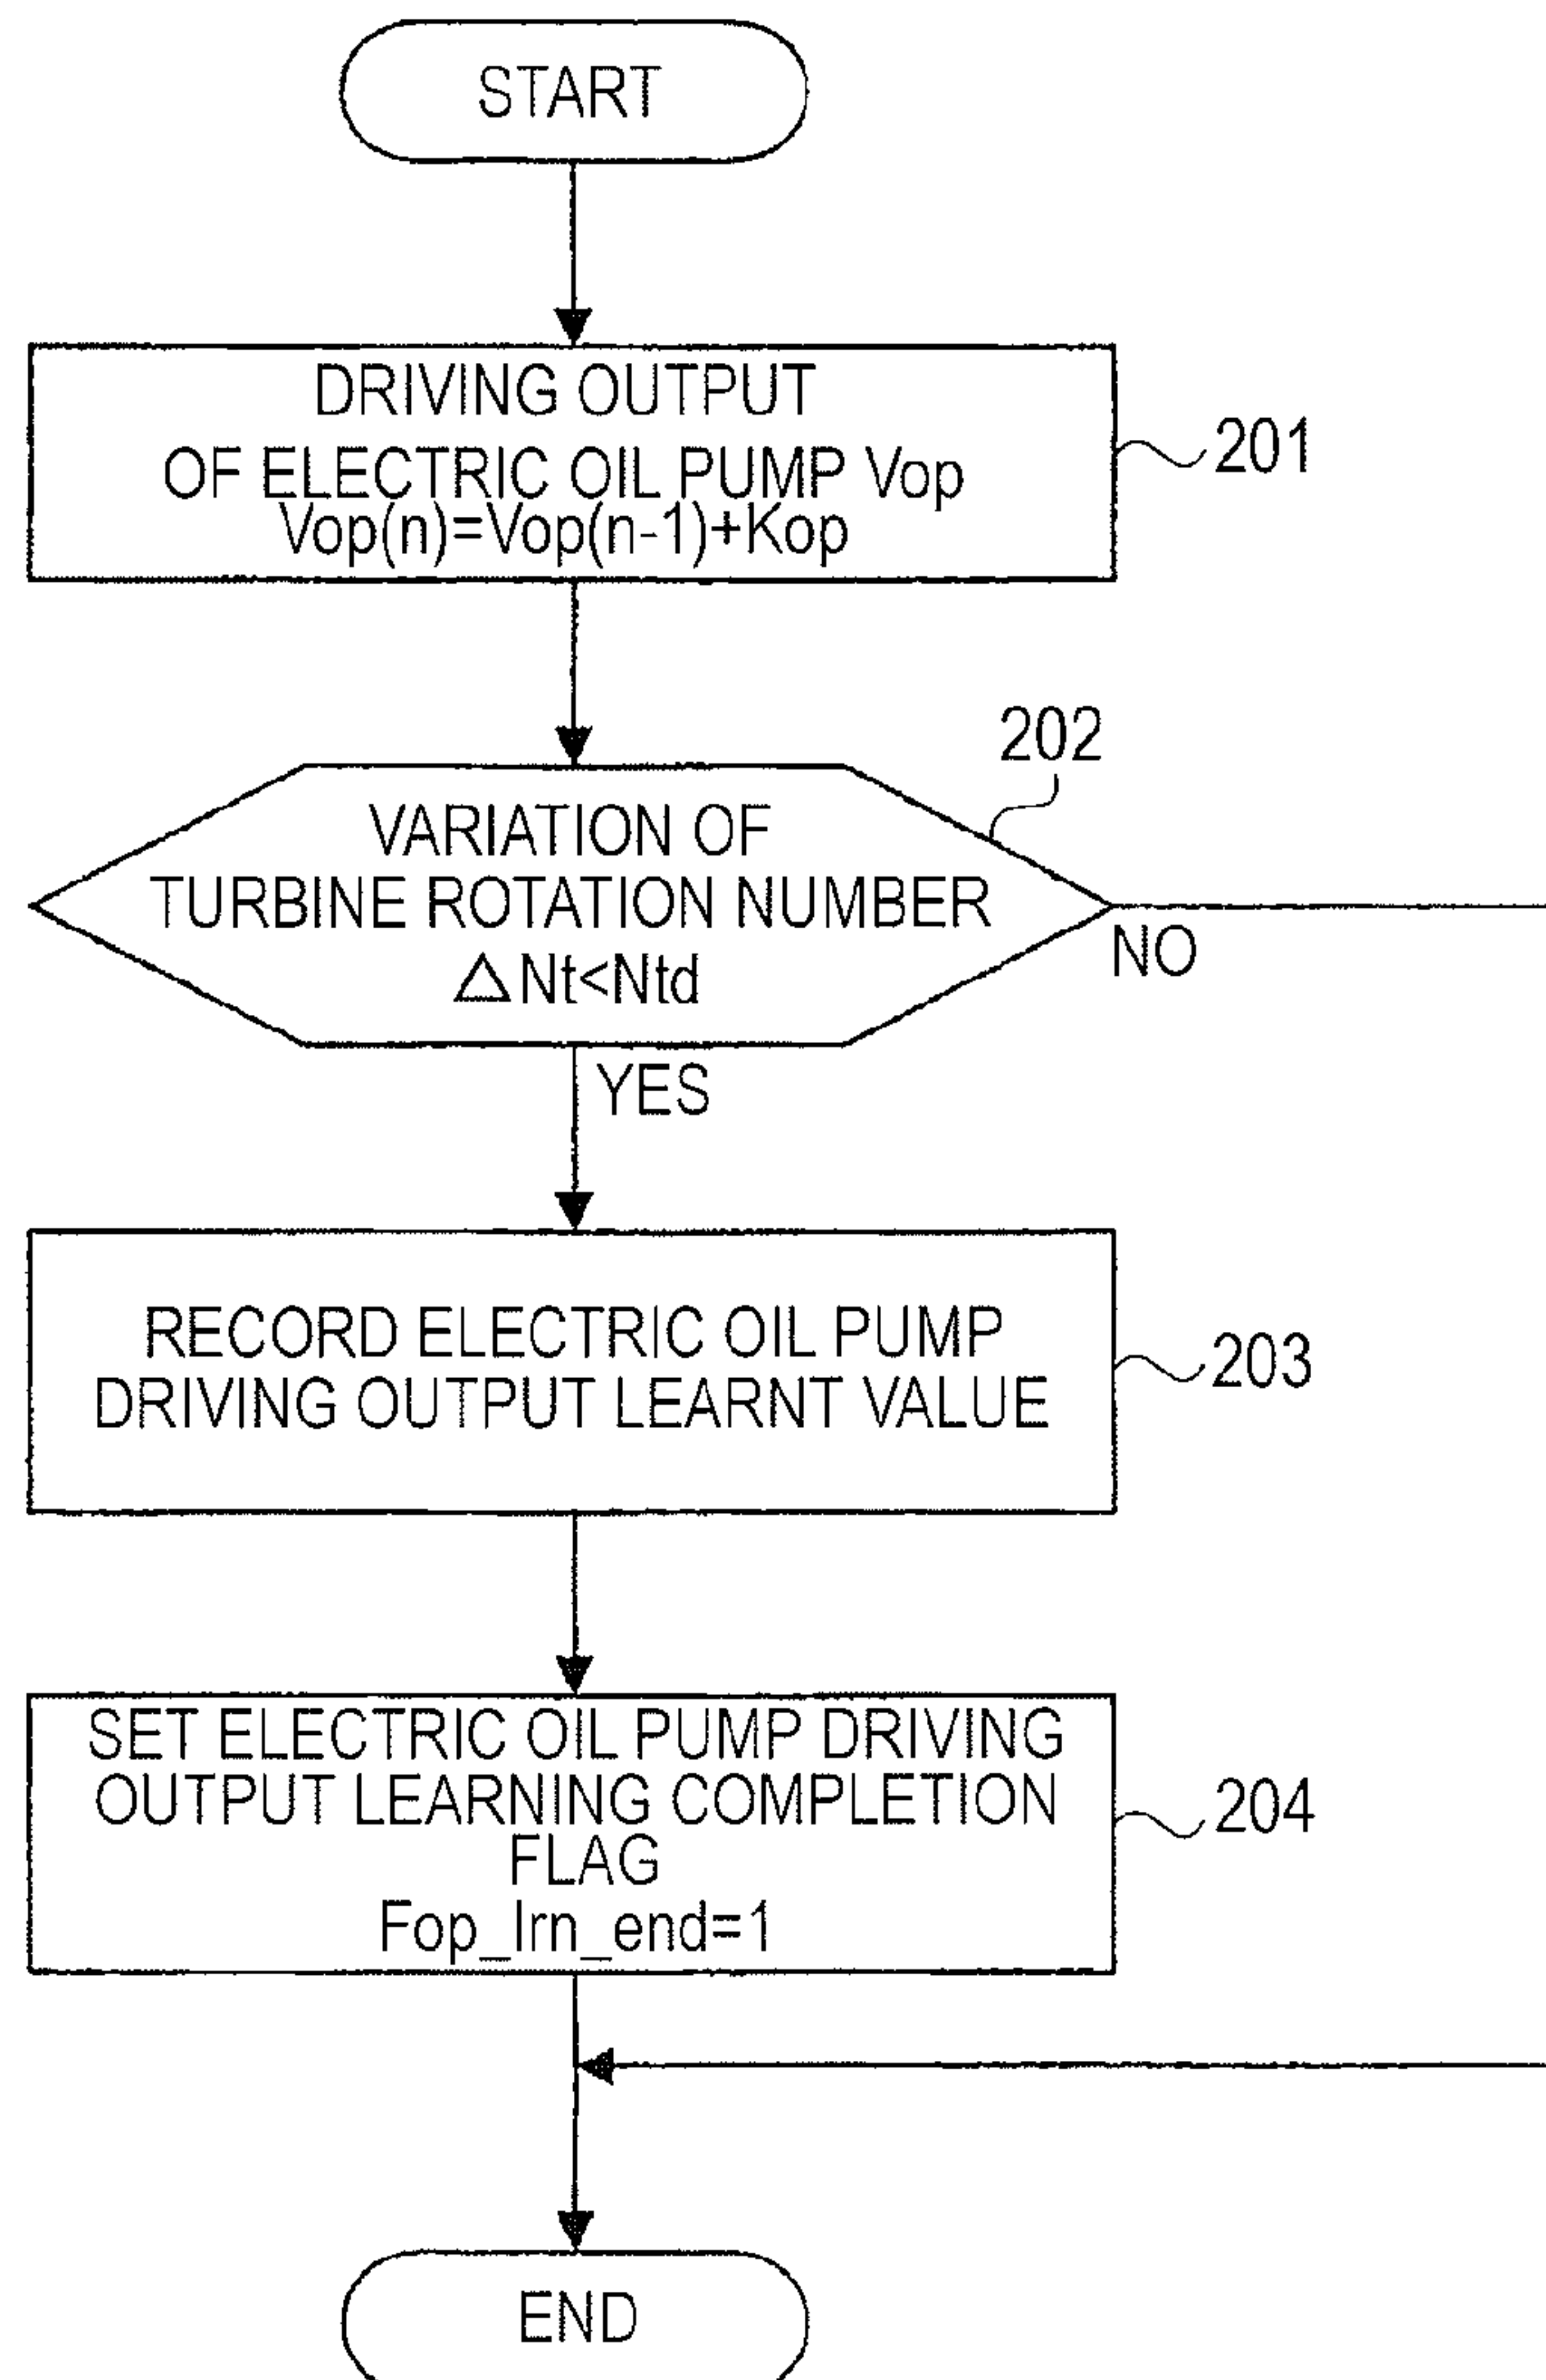 START
DRIVING OUTPUT
OF ELECTRIC OIL PUMP Vop
Vop(n)=Vop(n-1)+Kop
201
202
VARIATION OF
TURBINE ROTATION NUMBER
△Nt<Ntd
NO
YES
RECORD ELECTRIC OIL PUMP
DRIVING OUTPUT LEARNT VALUE
203
SET ELECTRIC OIL PUMP DRIVING
OUTPUT LEARNING COMPLETION
FLAG
Fop_lrn_end=1
204
END